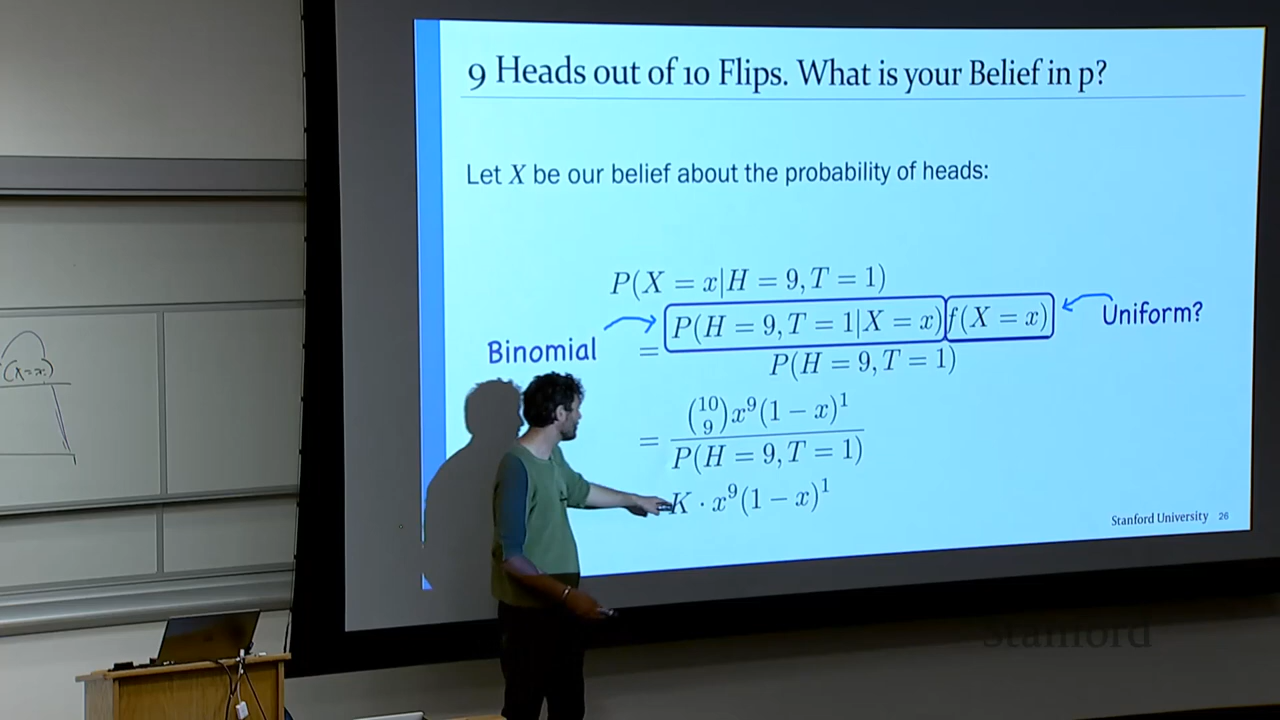 9 Heads out of 10 Flips. What is your Belief in p?
Let X be our belief about the probability of heads:
P(X = x|H = 9, T = 1)
Binomial
= P(H = 9, T = 1|X = x)f(X = x) / P(H = 9, T = 1)
Uniform?
= \binom{10}{9}x^9(1 − x)^1 / P(H = 9, T = 1)
K · x^9(1 − x)^1
Stanford University 26
(X=x)
Stanford